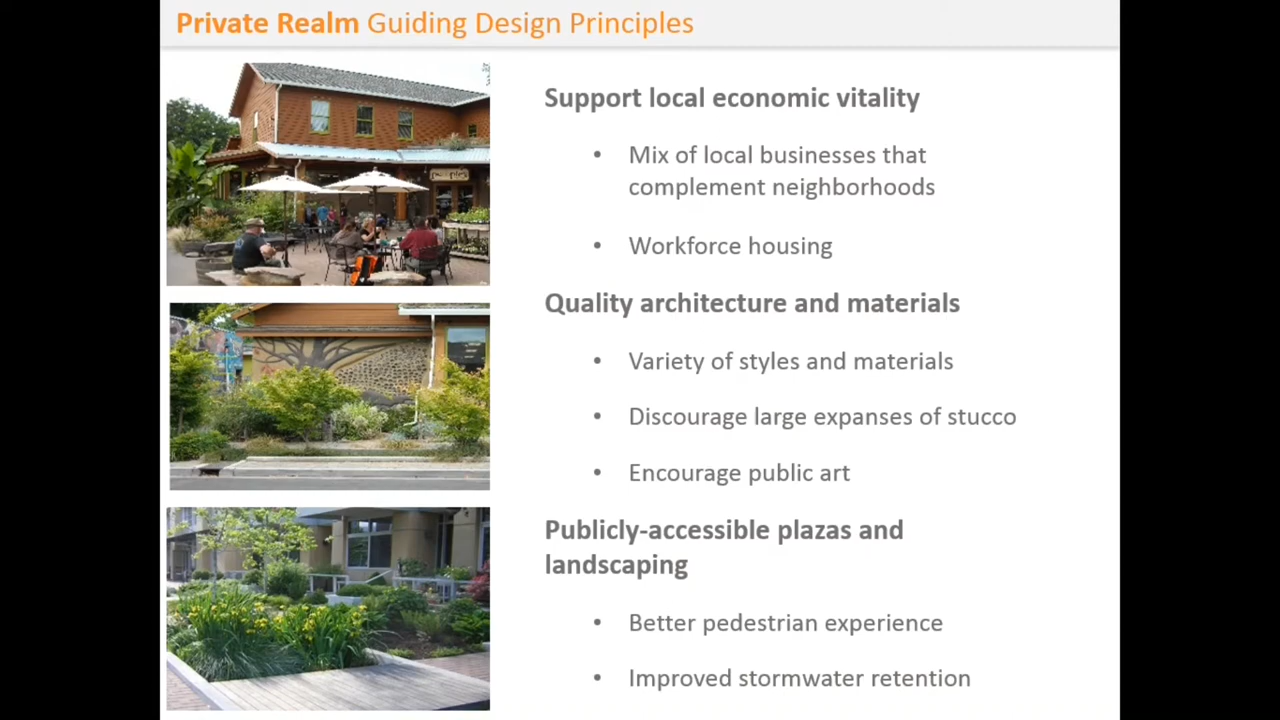 Private Realm Guiding Design Principles
Support local economic vitality
• Mix of local businesses that
complement neighborhoods
• Workforce housing
Quality architecture and materials
• Variety of styles and materials
• Discourage large expanses of stucco
• Encourage public art
Publicly-accessible plazas and
landscaping
• Better pedestrian experience
• Improved stormwater retention